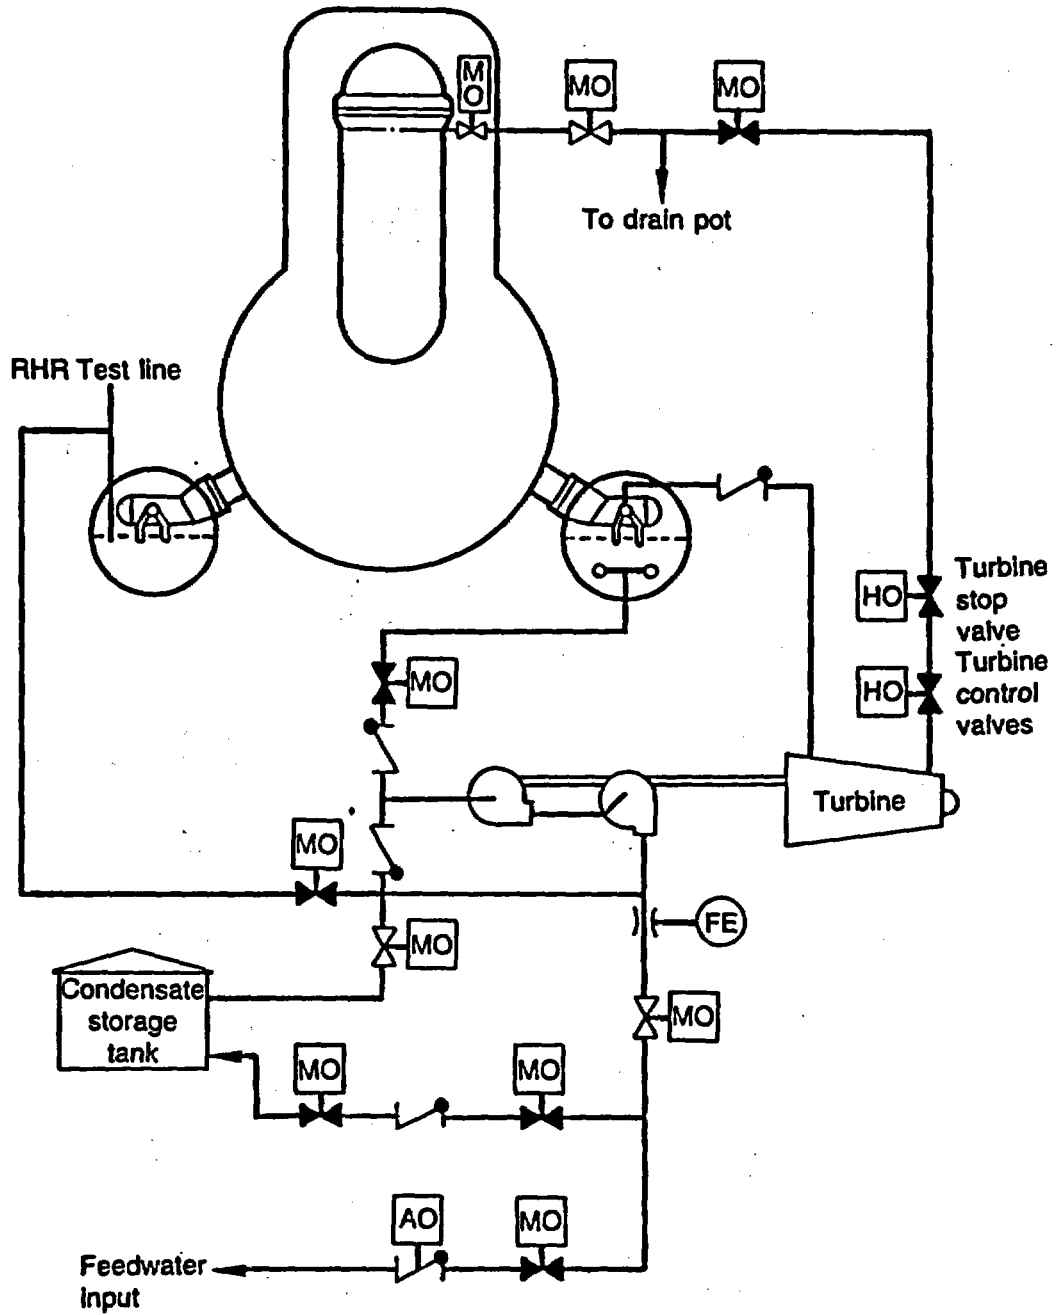 M
O
MO
MO
To drain pot
RHR Test line
HO
Turbine
stop
valve
MO
HO
Turbine
control
valves
Turbine
MO
MO
FE
Condensate
storage
tank
MO
MO
MO
AO
MO
Feedwater
input